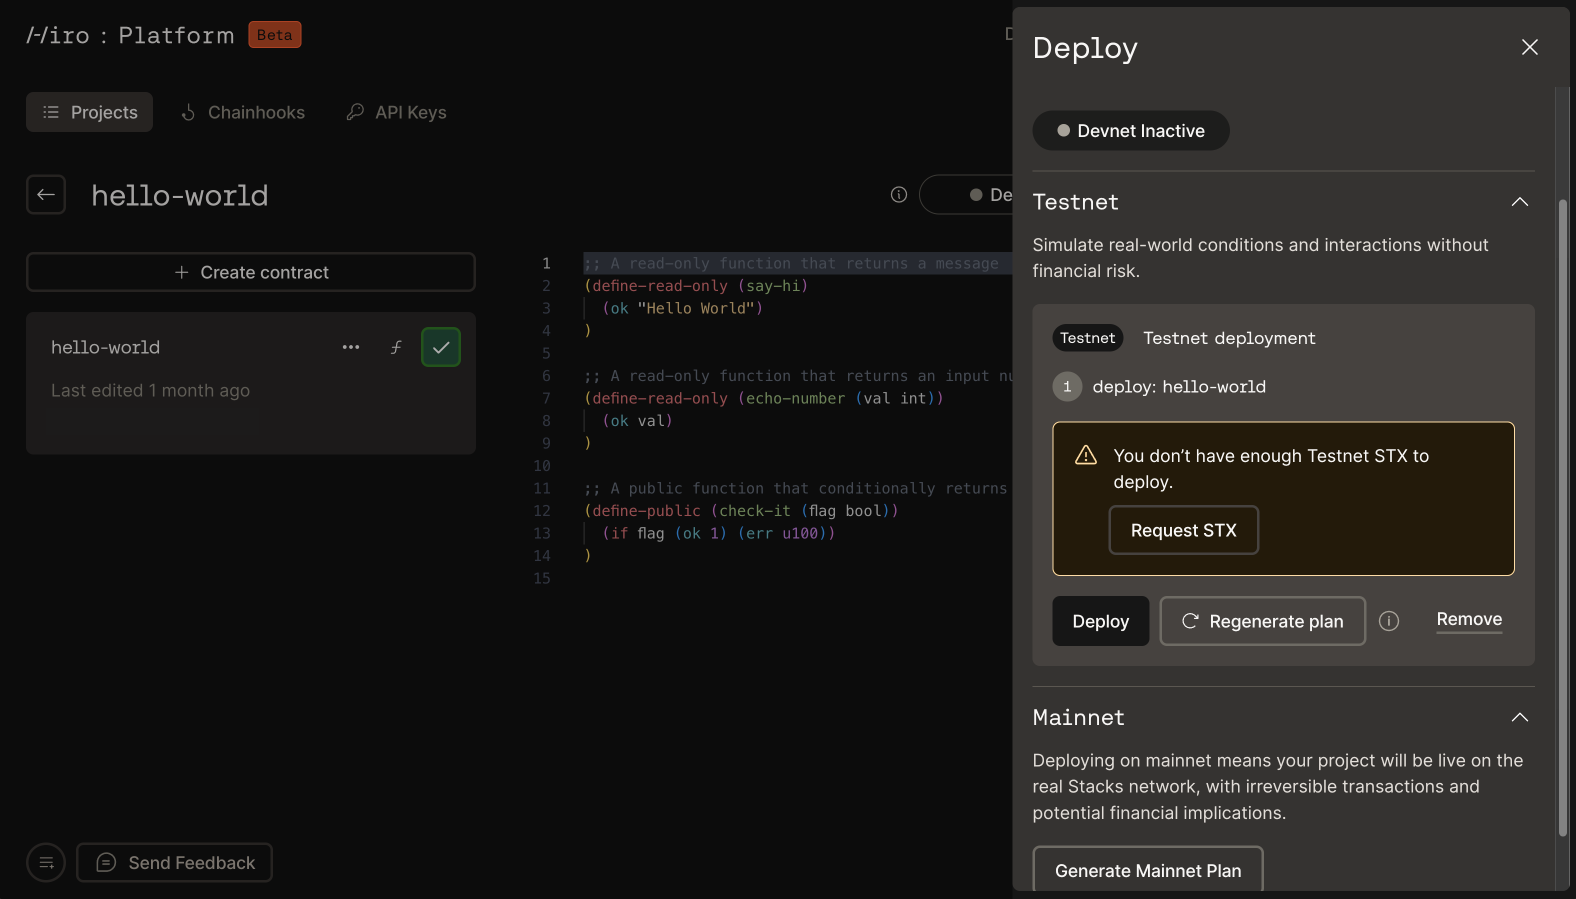 Hiro : Platform Beta
Projects
Chainhooks
API Keys
hello-world
+ Create contract
hello-world
Last edited 1 month ago
Send Feedback
1 ;; A read-only function that returns a message
2 (define-read-only (say-hi)
3 (ok "Hello World")
4 )
5
6 ;; A read-only function that returns an input
7 (define-read-only (echo-number (val int))
8 (ok val)
9 )
10
11 ;; A public function that conditionally returns
12 (define-public (check-it (flag bool))
13 (if flag (ok 1) (err u100))
14 )
15
Deploy
Devnet Inactive
Testnet
Simulate real-world conditions and interactions without
financial risk.
Testnet Testnet deployment
1 deploy: hello-world
You don’t have enough Testnet STX to
deploy.
Request STX
Deploy
Regenerate plan
Remove
Mainnet
Deploying on mainnet means your project will be live on the
real Stacks network, with irreversible transactions and
potential financial implications.
Generate Mainnet Plan